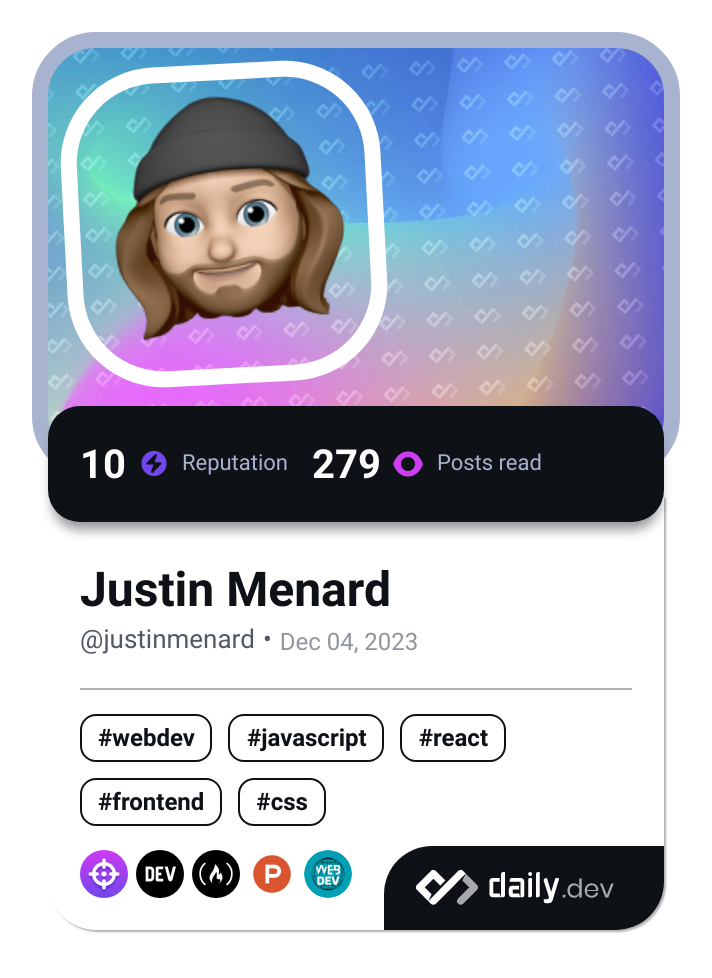 10 Reputation 279 Posts read
Justin Menard
@justinmenard • Dec 04, 2023
#webdev #javascript #react
#frontend #css
DEV
P
WEB
DEV
daily.dev